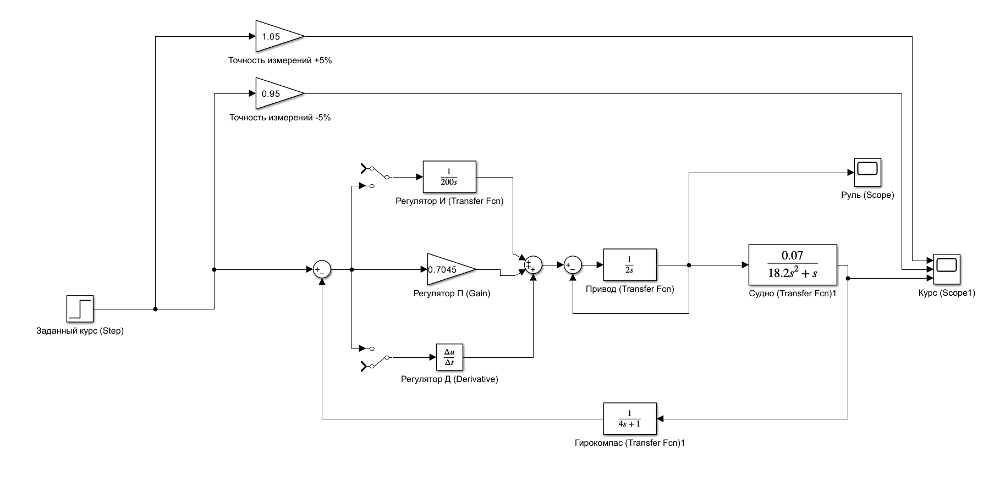 1.05
Точность измерений +5%
0.95
Точность измерений -5%
1
200s
Регулятор И (Transfer Fcn)
Руль (Scope)
+
−
0.7045
Регулятор П (Gain)
+
+
+
+
−
1
2s
Привод (Transfer Fcn)
0.07
18.2s² + s
Судно (Transfer Fcn)1
Курс (Scope1)
Заданный курс (Step)
Δu
Δt
Регулятор Д (Derivative)
1
4s + 1
Гирокомпас (Transfer Fcn)1